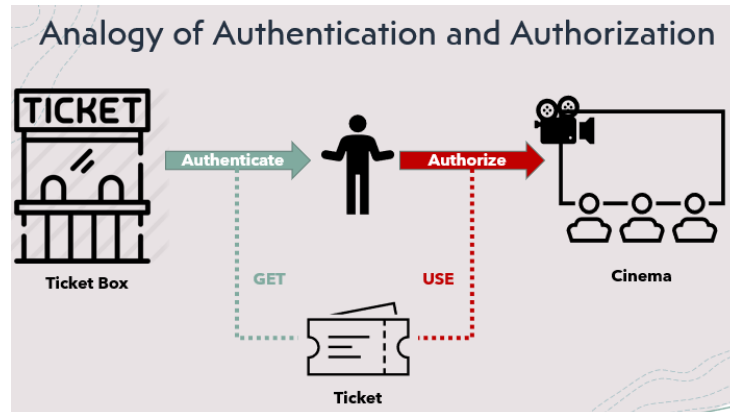 Analogy of Authentication and Authorization
TICKET
Authenticate
Authorize
Ticket Box
GET
USE
Cinema
Ticket